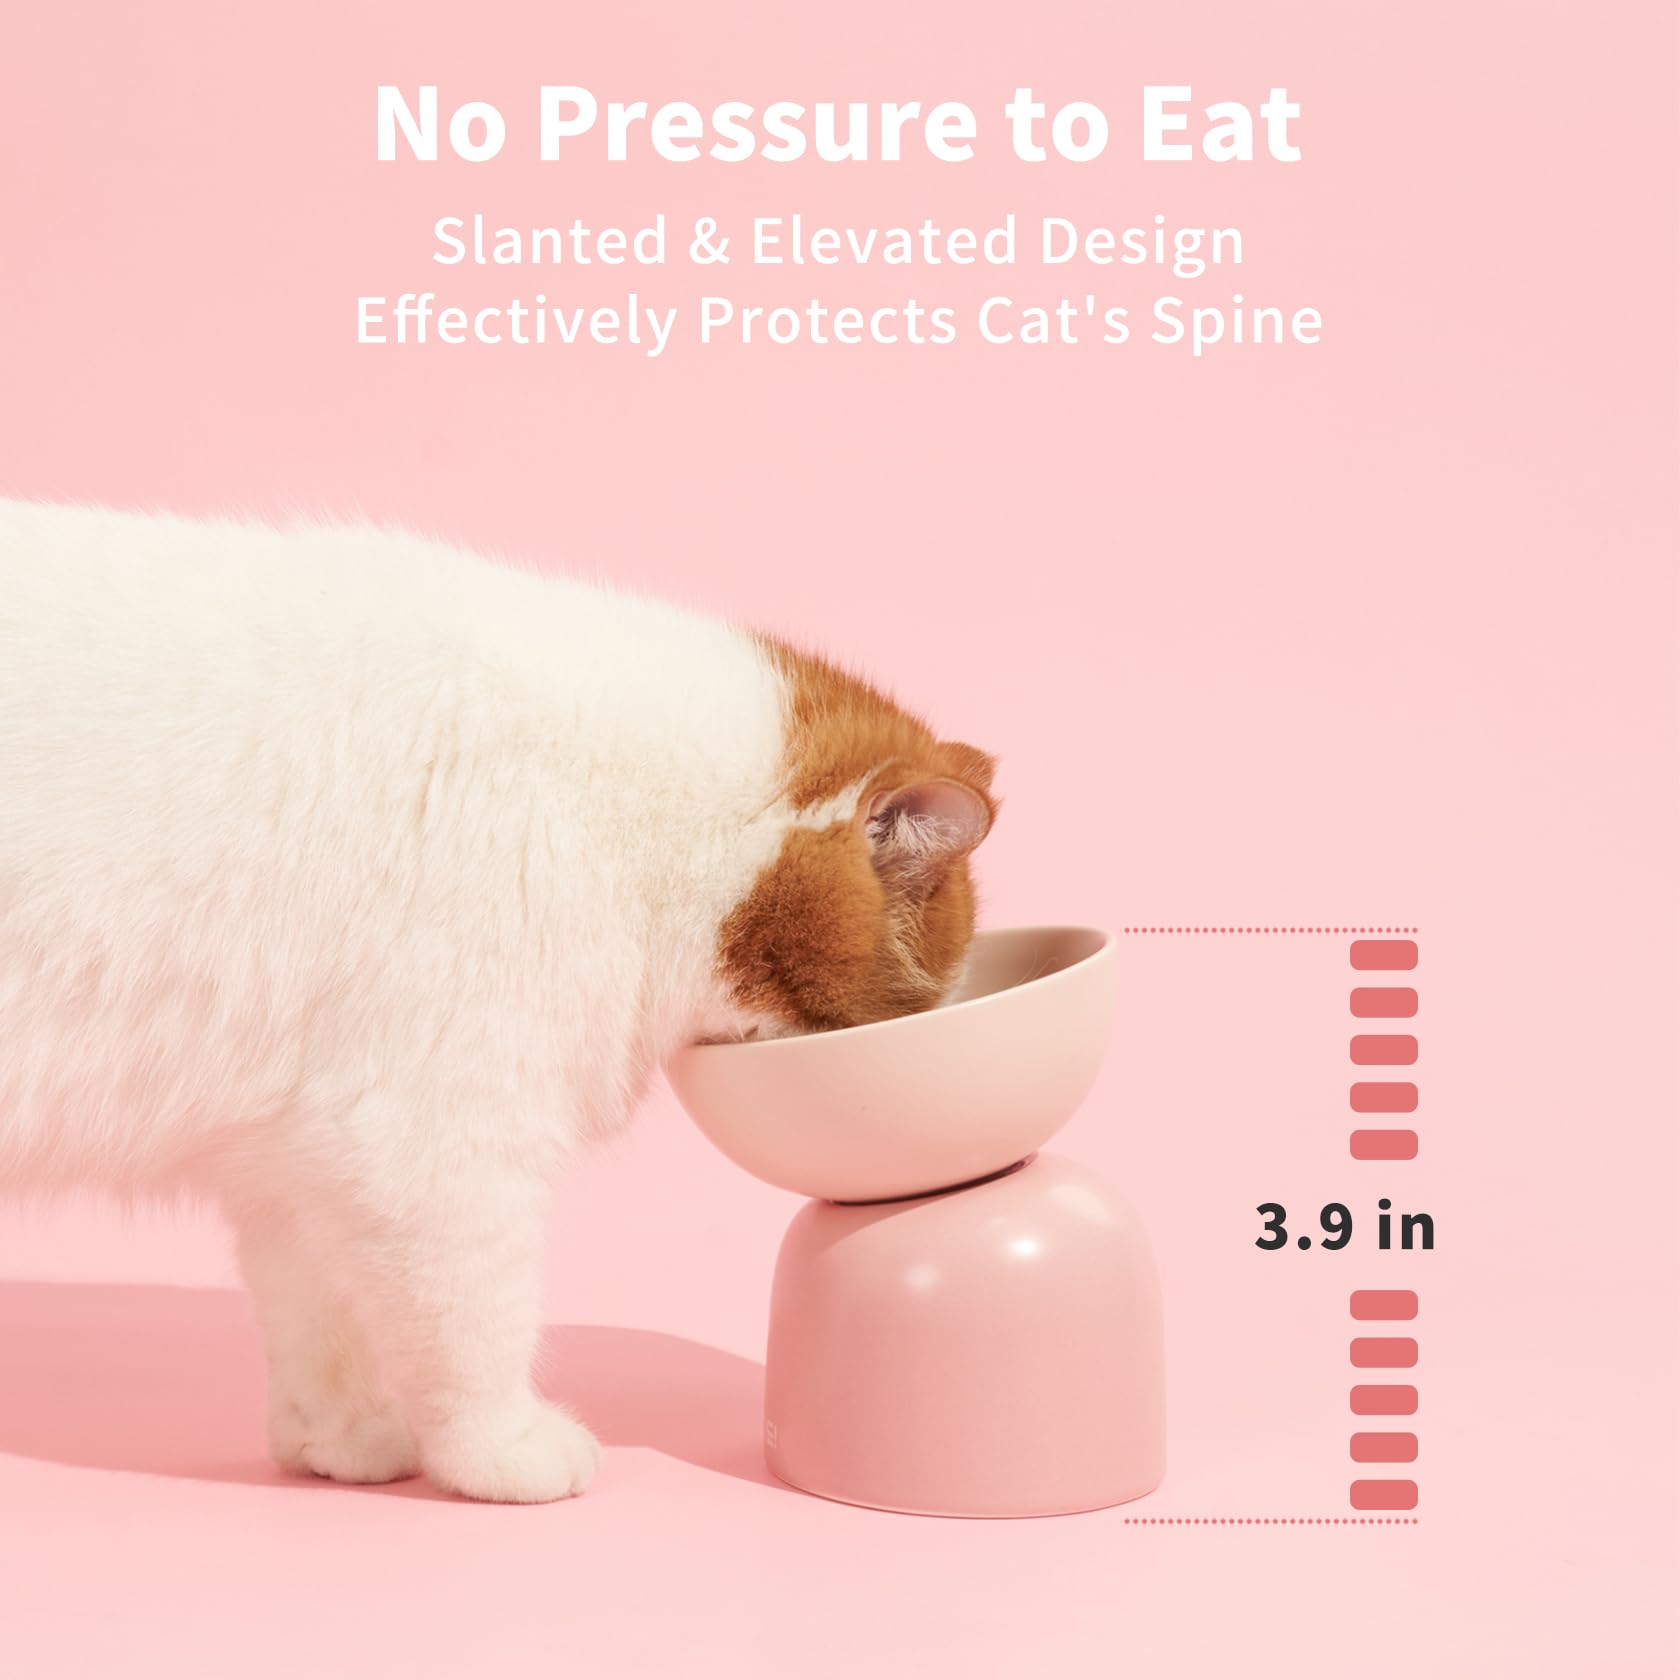 No Pressure to Eat
Slanted & Elevated Design
Effectively Protects Cat's Spine
3.9 in